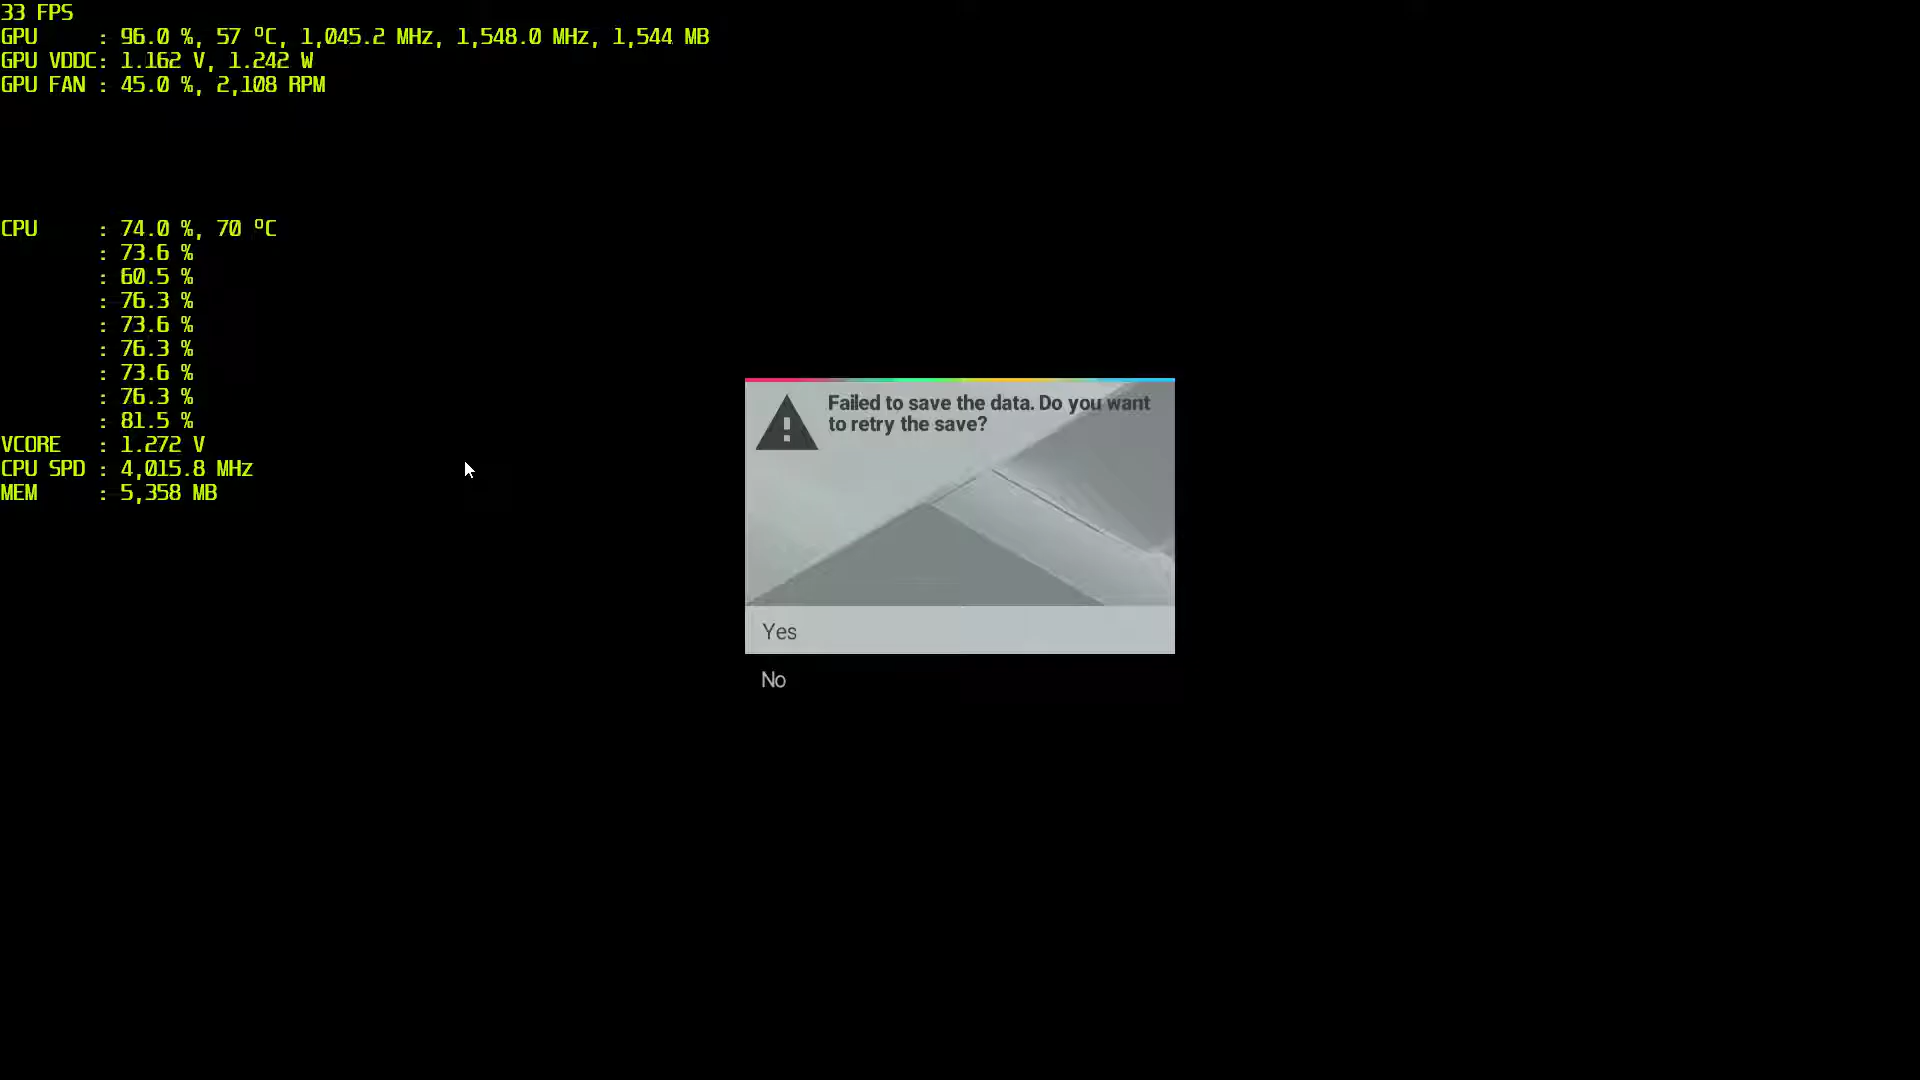 33 FPS
GPU : 96.0 %, 57 ºC, 1,045.2 MHz, 1,548.0 MHz, 1,544 MB
GPU VDDC: 1.162 V, 1.242 W
GPU FAN : 45.0 %, 2,108 RPM
CPU : 74.0 %, 70 ºC
: 73.6 %
: 60.5 %
: 76.3 %
: 73.6 %
: 76.3 %
: 73.6 %
: 76.3 %
: 81.5 %
VCORE : 1.272 V
CPU SPD : 4,015.8 MHz
MEM : 5,358 MB
Failed to save the data. Do you want
to retry the save?
Yes
No